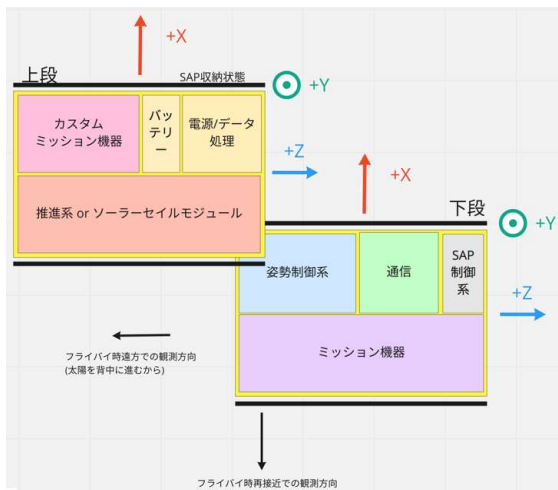 +X
上段
SAP収納状態
+Y
カスタム
ミッション機器
バッ
テリ
ー
電源/データ
処理
+Z
+X
推進系 or ソーラーセイルモジュール
下段
+Y
姿勢制御系
通信
SAP
制御
系
+Z
ミッション機器
フライバイ時遠方での観測方向
(太陽を背中に進むから)
フライバイ時再接近での観測方向